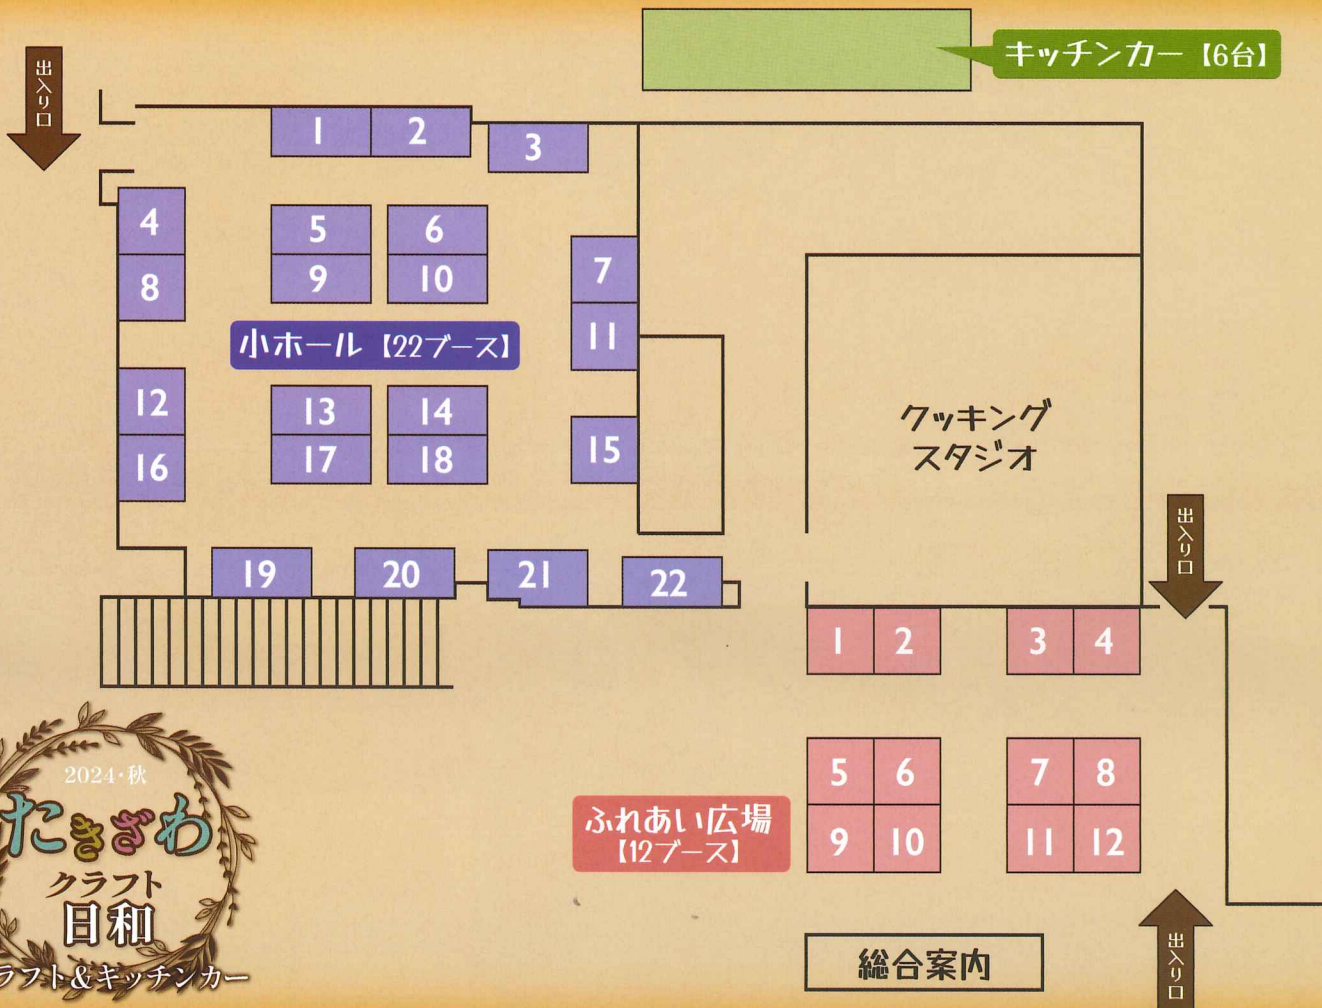 キッチンカー【6台】
出入り口
1
2
3
4
5
6
7
8
9
10
11
小ホール【22ブース】
12
13
14
15
16
17
18
クッキング
スタジオ
出入り口
19
20
21
22
1
2
3
4
5
6
7
8
ふれあい広場
【12ブース】
9
10
11
12
総合案内
出入り口
2024・秋
たきざわ
クラフト
日和
ラフト&キッチンカー